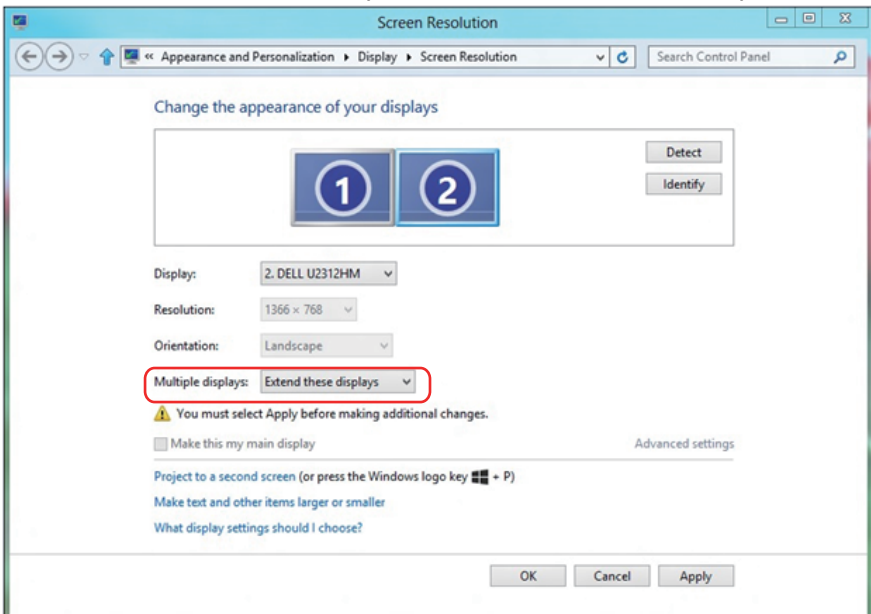 Screen Resolution
« Appearance and Personalization ▸ Display ▸ Screen Resolution
Search Control Panel
Change the appearance of your displays
1 2
Detect
Identify
Display: 2. DELL U2312HM
Resolution: 1366 × 768
Orientation: Landscape
Multiple displays: Extend these displays
You must select Apply before making additional changes.
Make this my main display Advanced settings
Project to a second screen (or press the Windows logo key + P)
Make text and other items larger or smaller
What display settings should I choose?
OK Cancel Apply